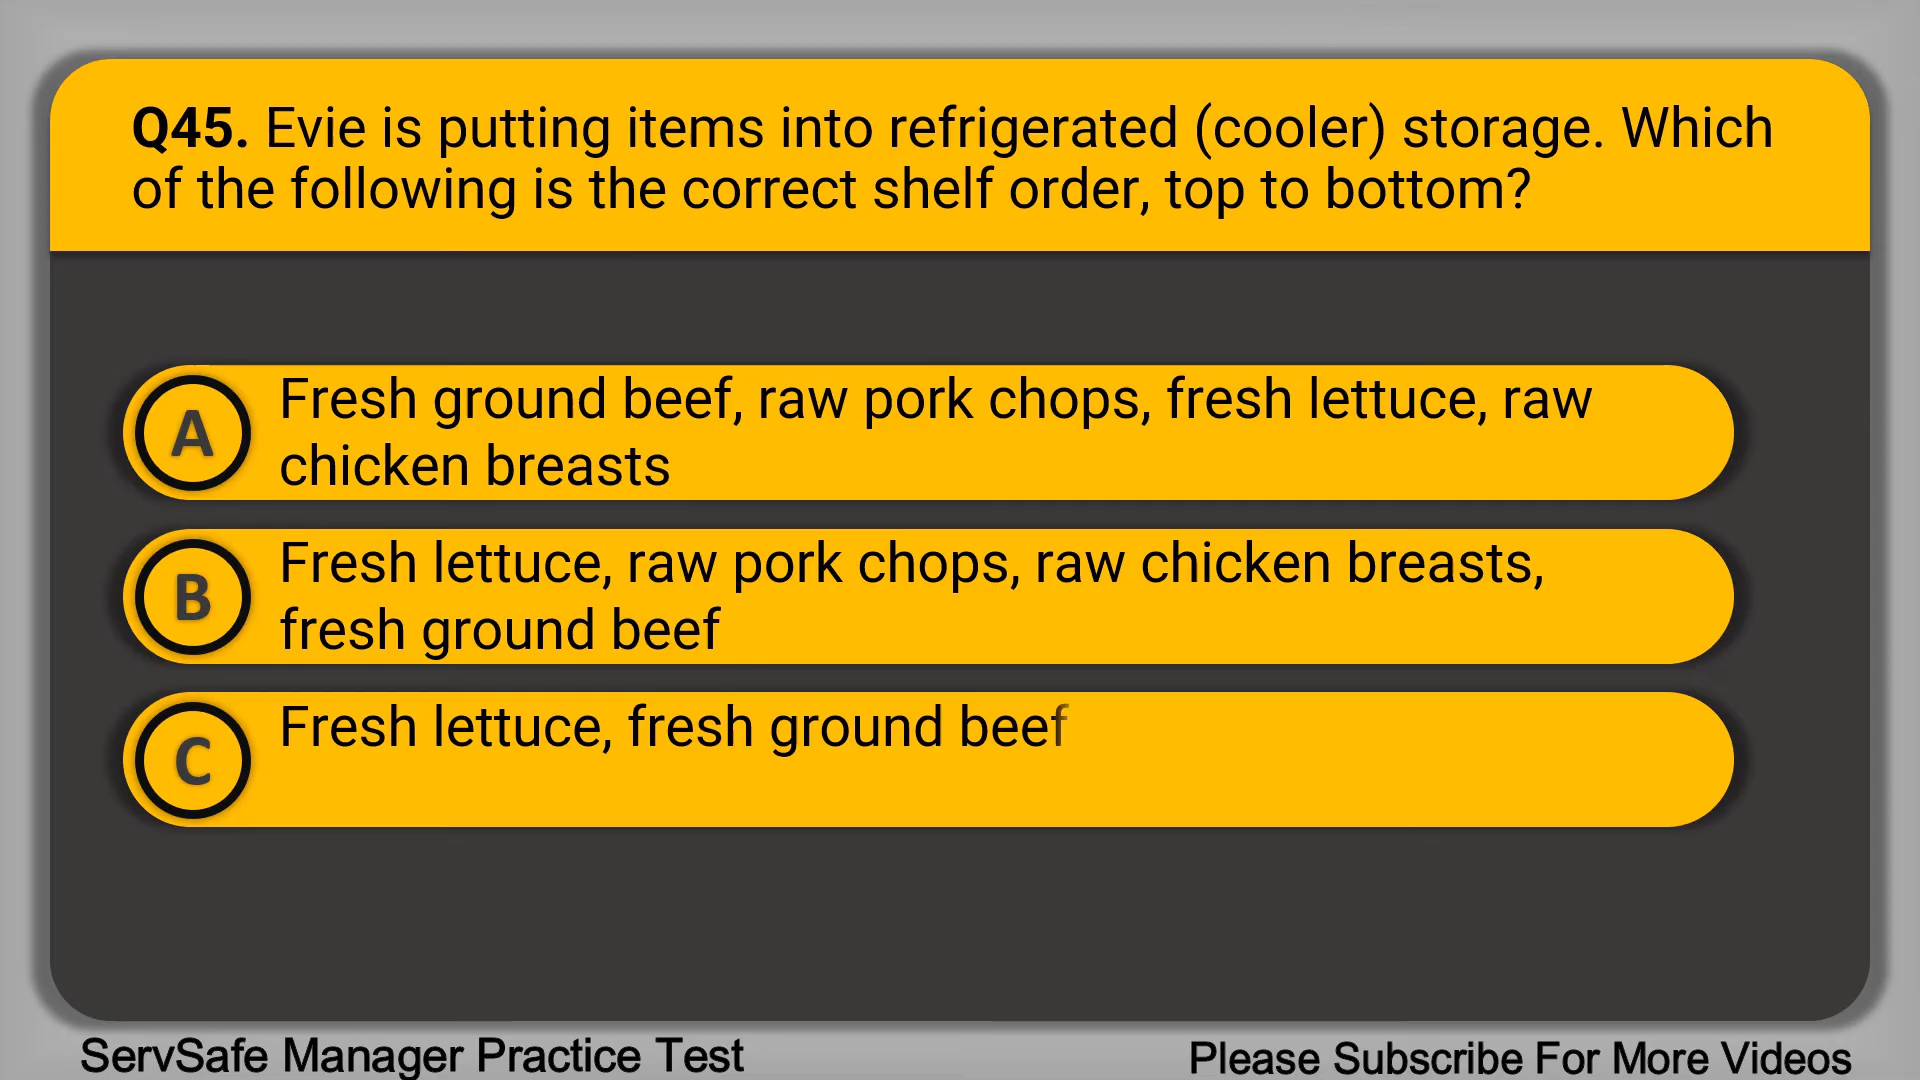 Q45. Evie is putting items into refrigerated (cooler) storage. Which
of the following is the correct shelf order, top to bottom?
A
Fresh ground beef, raw pork chops, fresh lettuce, raw
chicken breasts
B
Fresh lettuce, raw pork chops, raw chicken breasts,
fresh ground beef
C
Fresh lettuce, fresh ground beef
ServSafe Manager Practice Test
Please Subscribe For More Videos